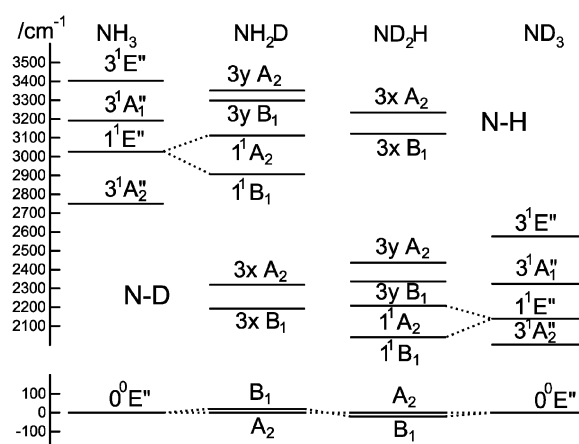 /cm⁻¹ NH₃ NH₂D ND₂H ND₃
3500
3400
3300
3200
3100
3000
2900
2800
2700
2400
2300
2200
2100
100
0
-100
3¹E"
3¹A₁"
1¹E"
3¹A₂"
0⁰E"
3y A₂
3y B₁
1¹A₂
1¹B₁
N-D
3x A₂
3x B₁
B₁
A₂
3x A₂
3x B₁
N-H
3y A₂
3y B₁
1¹A₂
1¹B₁
A₂
B₁
3¹E"
3¹A₁"
1¹E"
3¹A₂"
0⁰E"